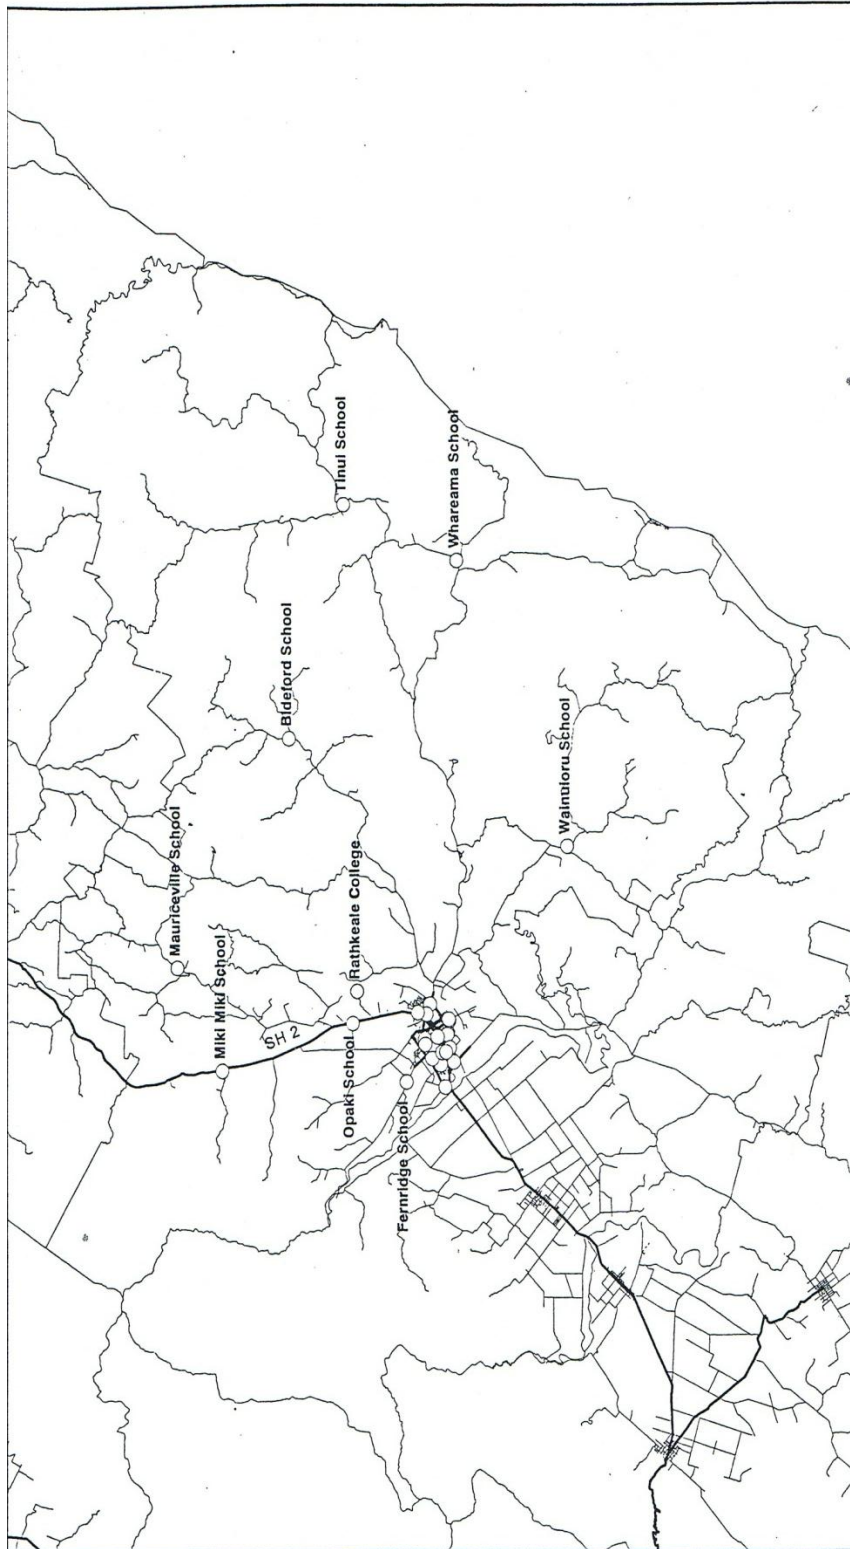 Tinui School
Whareama School
Bideford School
Wainuioru School
Mauriceville School
Rathkeale College
Miki Miki School
SH 2
Opaki School
Fernridge School